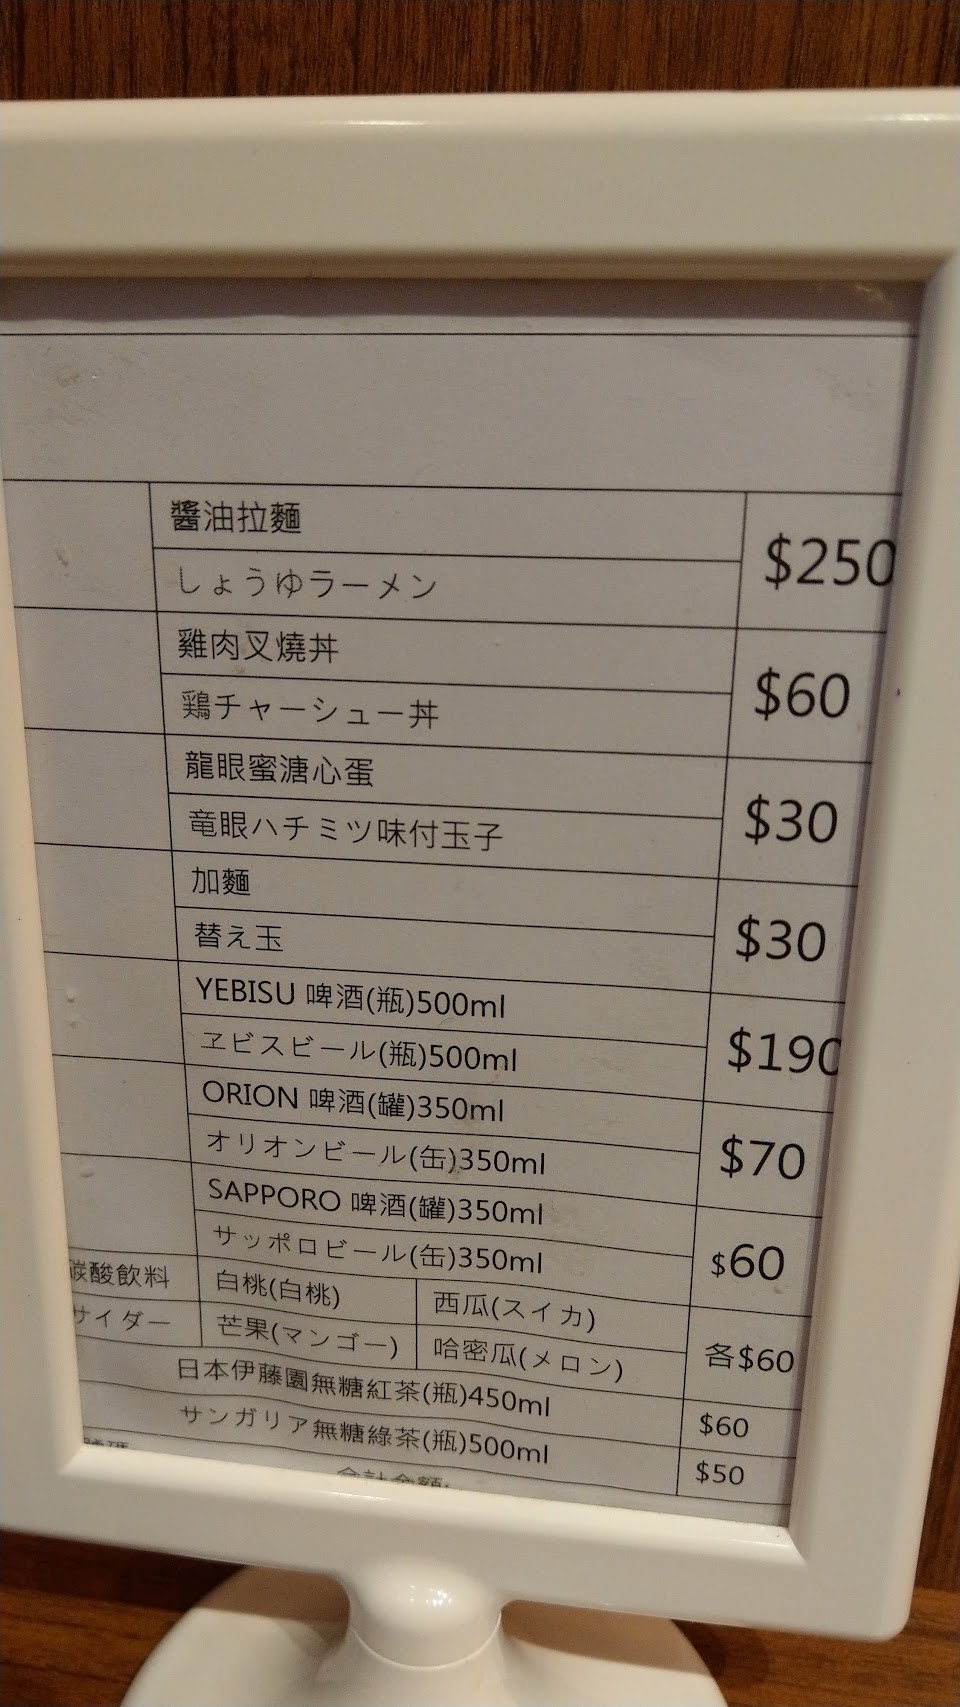 醬油拉麵
$250
しょうゆラーメン
雞肉叉燒丼
$60
鶏チャーシュー丼
龍眼蜜溏心蛋
$30
竜眼ハチミツ味付玉子
加麵
$30
替え玉
YEBISU 啤酒(瓶)500ml
$190
ヱビスビール(瓶)500ml
ORION 啤酒(罐)350ml
$70
オリオンビール(缶)350ml
SAPPORO 啤酒(罐)350ml
$60
サッポロビール(缶)350ml
碳酸飲料 白桃(白桃) 西瓜(スイカ)
各$60
サイダー 芒果(マンゴー) 哈密瓜(メロン)
日本伊藤園無糖紅茶(瓶)450ml $60
サンガリア無糖綠茶(瓶)500ml $50
合計金額: